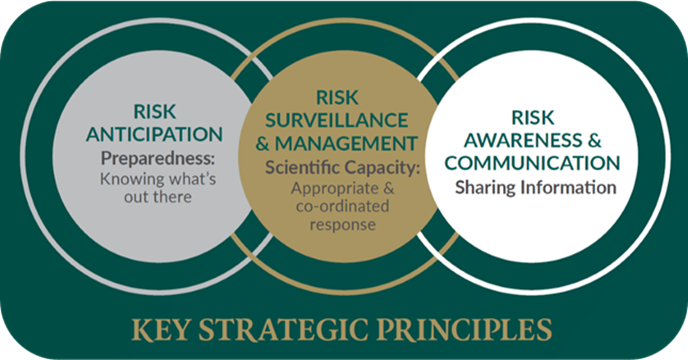 RISK
ANTICIPATION
Preparedness:
Knowing what's
out there
RISK
SURVEILLANCE
& MANAGEMENT
Scientific Capacity:
Appropriate &
co-ordinated
response
RISK
AWARENESS &
COMMUNICATION
Sharing Information
KEY STRATEGIC PRINCIPLES